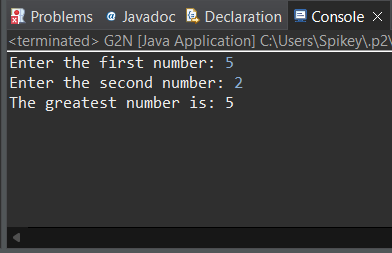 Problems Javadoc Declaration Console
<terminated> G2N [Java Application] C:\Users\Spikey\.p2\
Enter the first number: 5
Enter the second number: 2
The greatest number is: 5